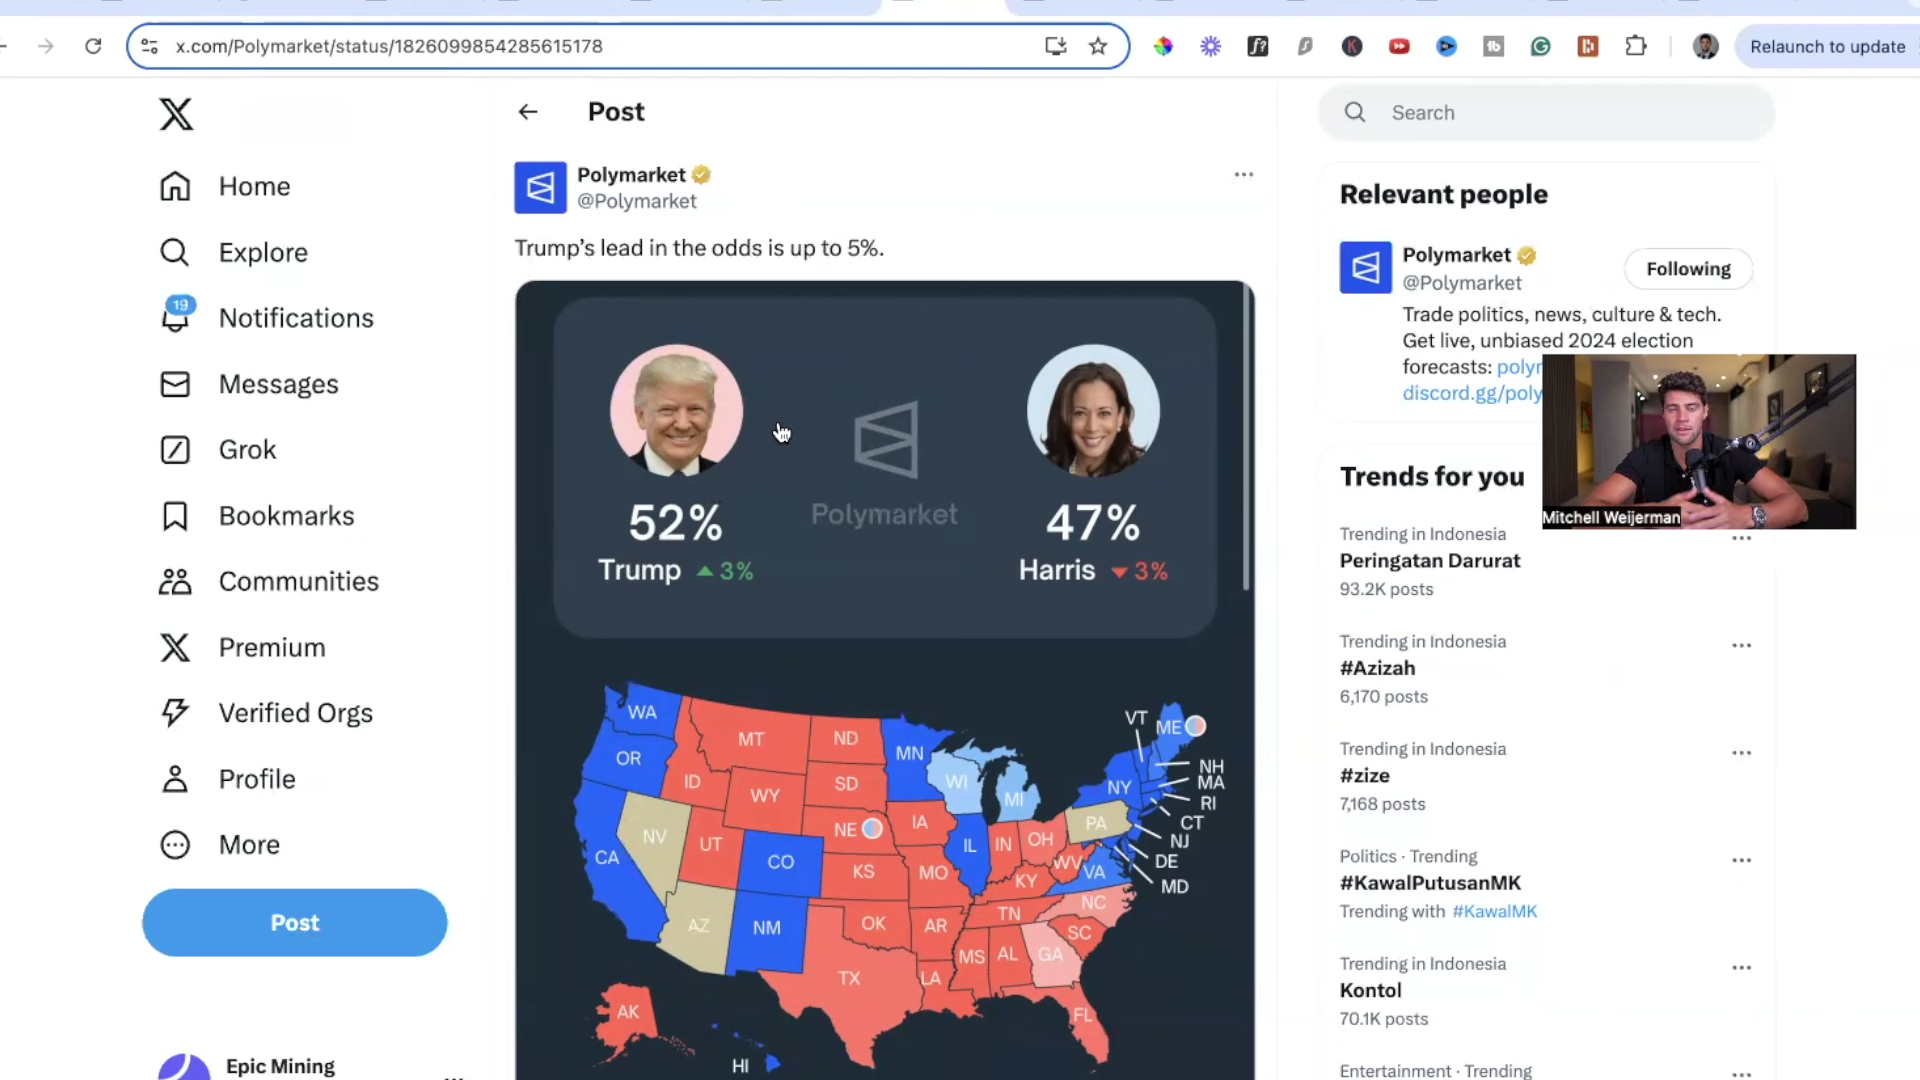 x.com/Polymarket/status/1826099854285615178
Relaunch to update
Home
Explore
19
Notifications
Messages
Grok
Bookmarks
Communities
Premium
Verified Orgs
Profile
More
Post
Epic Mining
Post
Polymarket
@Polymarket
Trump’s lead in the odds is up to 5%.
52%
Trump 3%
Polymarket
47%
Harris 3%
WA
OR
CA
NV
ID
MT
WY
UT
AZ
CO
NM
ND
SD
NE
KS
OK
TX
MN
IA
MO
AR
LA
WI
IL
MI
IN
OH
KY
TN
MS
AL
GA
FL
SC
NC
VA
WV
PA
NY
VT
ME
NH
MA
RI
CT
NJ
DE
MD
AK
HI
Search
Relevant people
Polymarket
@Polymarket
Following
Trade politics, news, culture & tech.
Get live, unbiased 2024 election
forecasts: polyr
discord.gg/poly
Mitchell Weijerman
Trends for you
Trending in Indonesia
Peringatan Darurat
93.2K posts
Trending in Indonesia
#Azizah
6,170 posts
Trending in Indonesia
#zize
7,168 posts
Politics · Trending
#KawalPutusanMK
Trending with #KawalMK
Trending in Indonesia
Kontol
70.1K posts
Entertainment · Trending